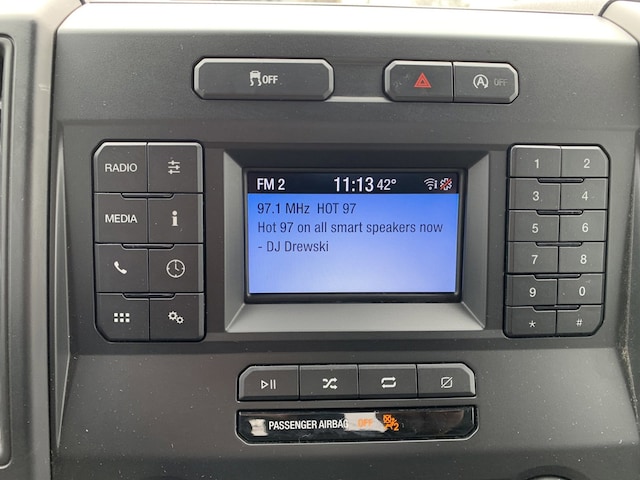 OFF
A OFF
RADIO
MEDIA
i
FM 2 11:13 42°
97.1 MHz HOT 97
Hot 97 on all smart speakers now
- DJ Drewski
1 2
3 4
5 6
7 8
9 0
* #
PASSENGER AIRBAG OFF 2